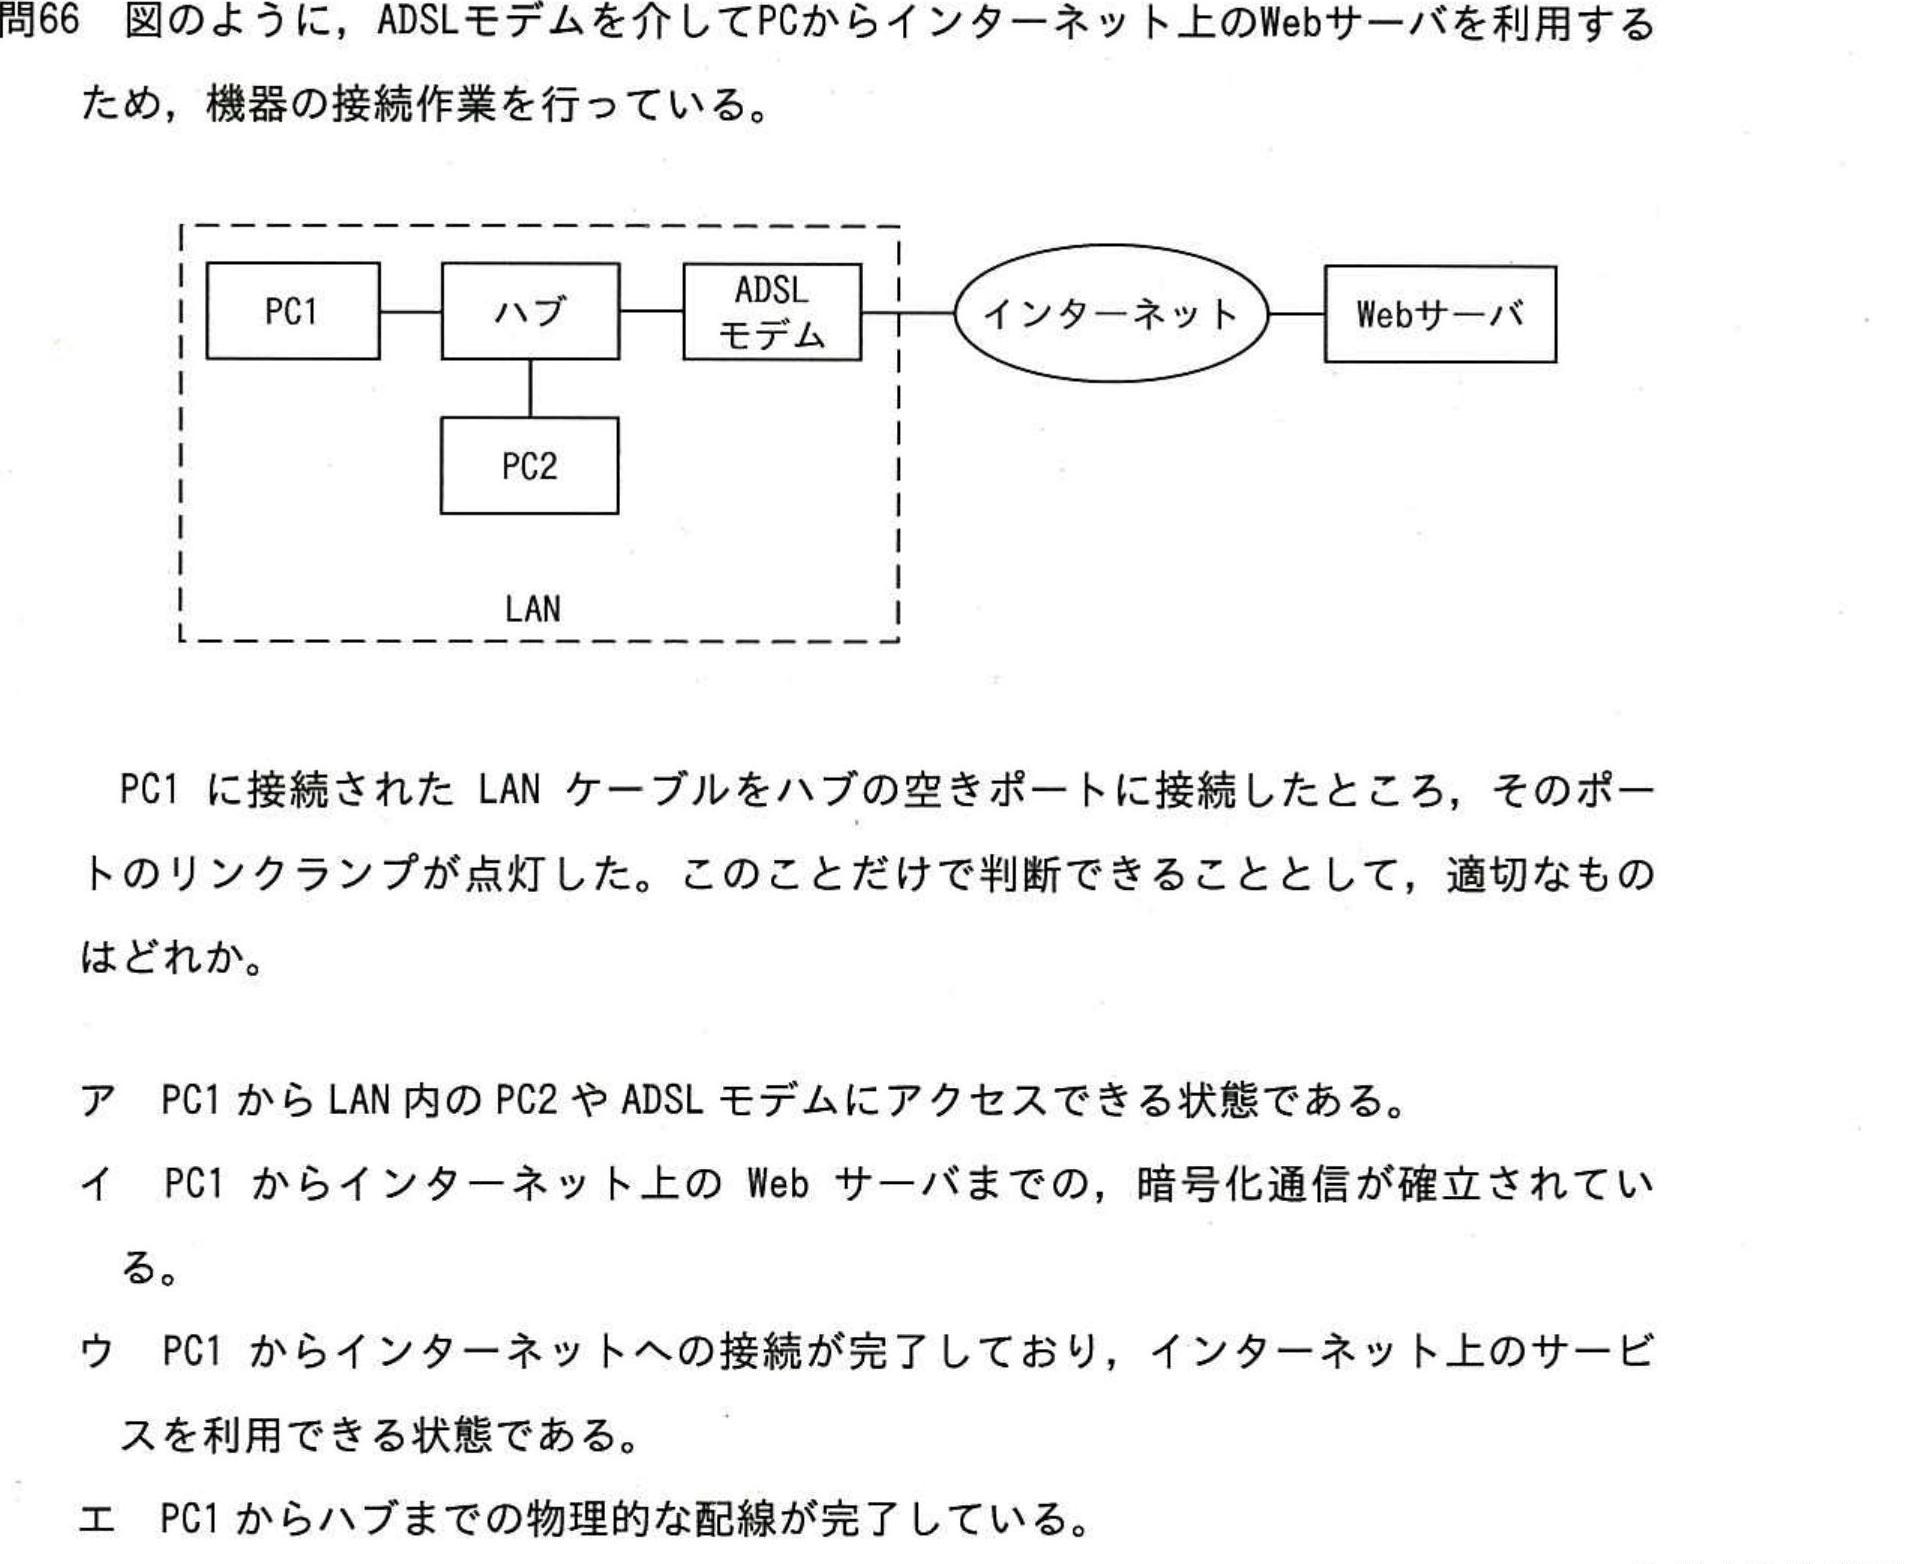 問66 図のように，ADSLモデムを介してPCからインターネット上のWebサーバを利用する
ため，機器の接続作業を行っている。
PC1
ハブ
ADSL
モデム
インターネット
Webサーバ
PC2
LAN
PC1 に接続された LAN ケーブルをハブの空きポートに接続したところ，そのポー
トのリンクランプが点灯した。このことだけで判断できることとして，適切なもの
はどれか。
ア PC1 から LAN 内の PC2 や ADSL モデムにアクセスできる状態である。
イ PC1 からインターネット上の Web サーバまでの，暗号化通信が確立されてい
る。
ウ PC1 からインターネットへの接続が完了しており，インターネット上のサービ
スを利用できる状態である。
エ PC1 からハブまでの物理的な配線が完了している。